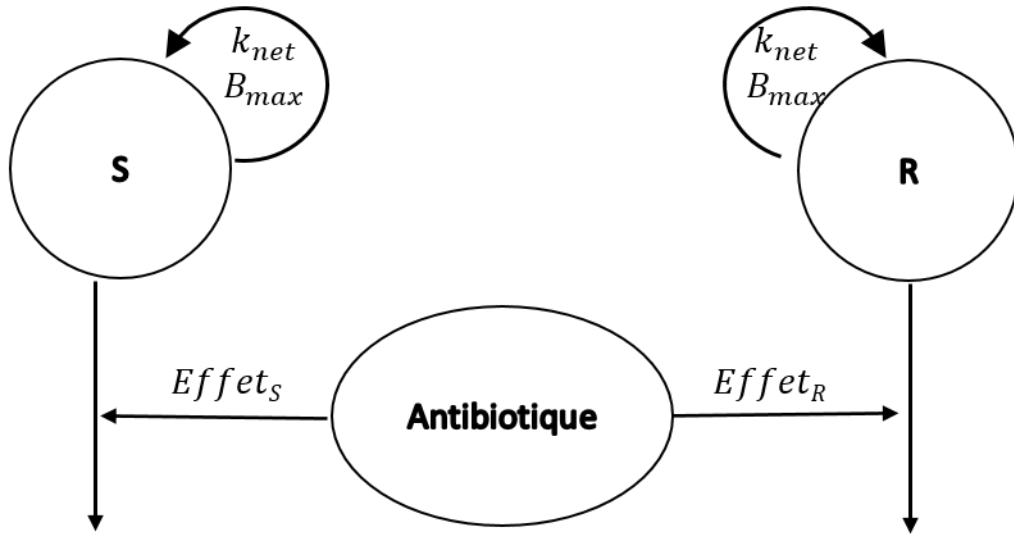 k_net
B_max
k_net
B_max
S
R
Effet_S
Effet_R
Antibiotique